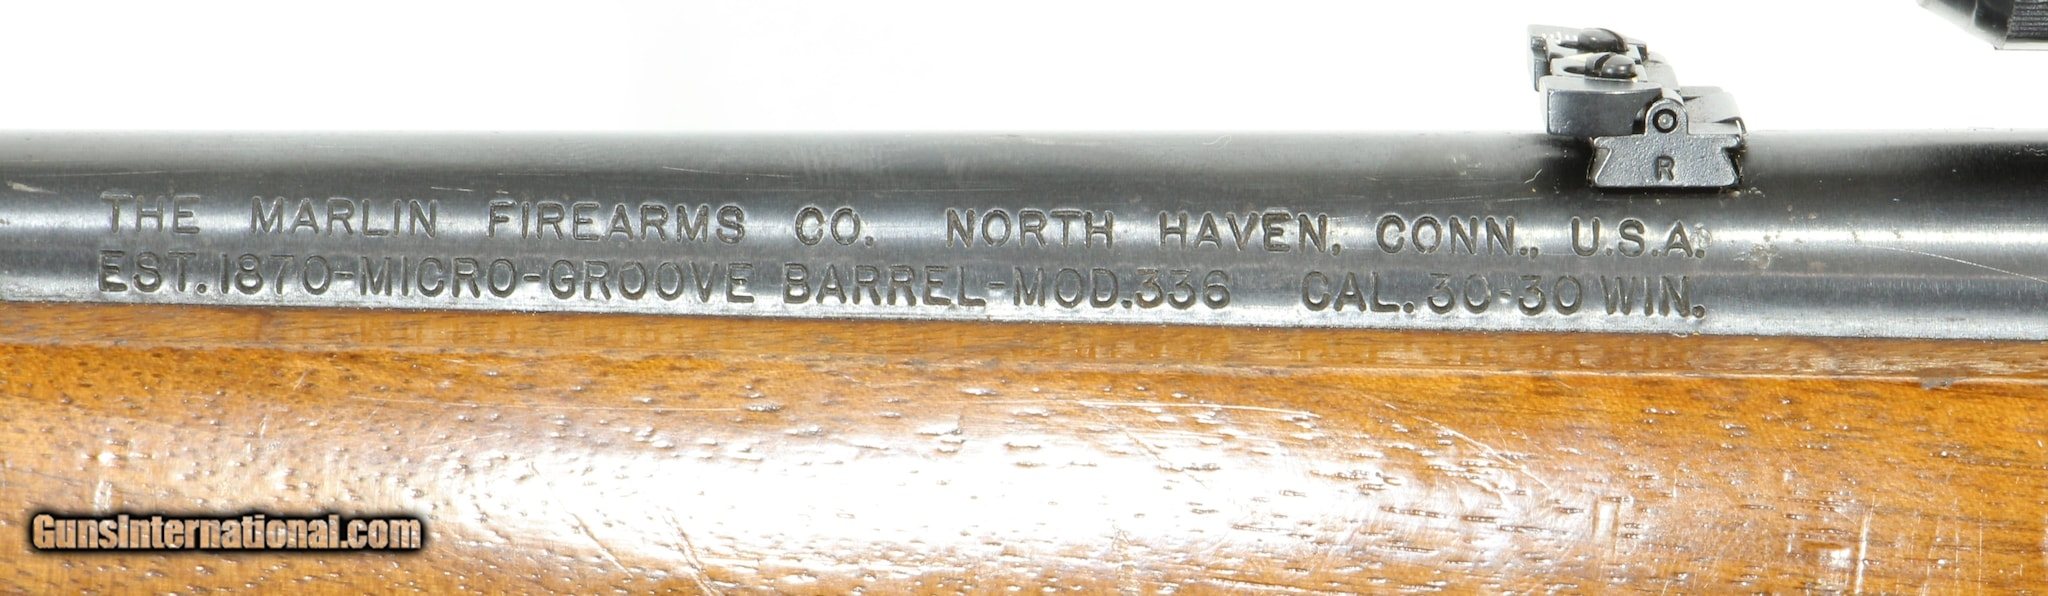 R
THE MARLIN FIREARMS CO. NORTH HAVEN, CONN., U.S.A.
EST. 1870-MICRO-GROOVE BARREL-MOD.336 CAL. 30-30 WIN.
GunsInternational.com